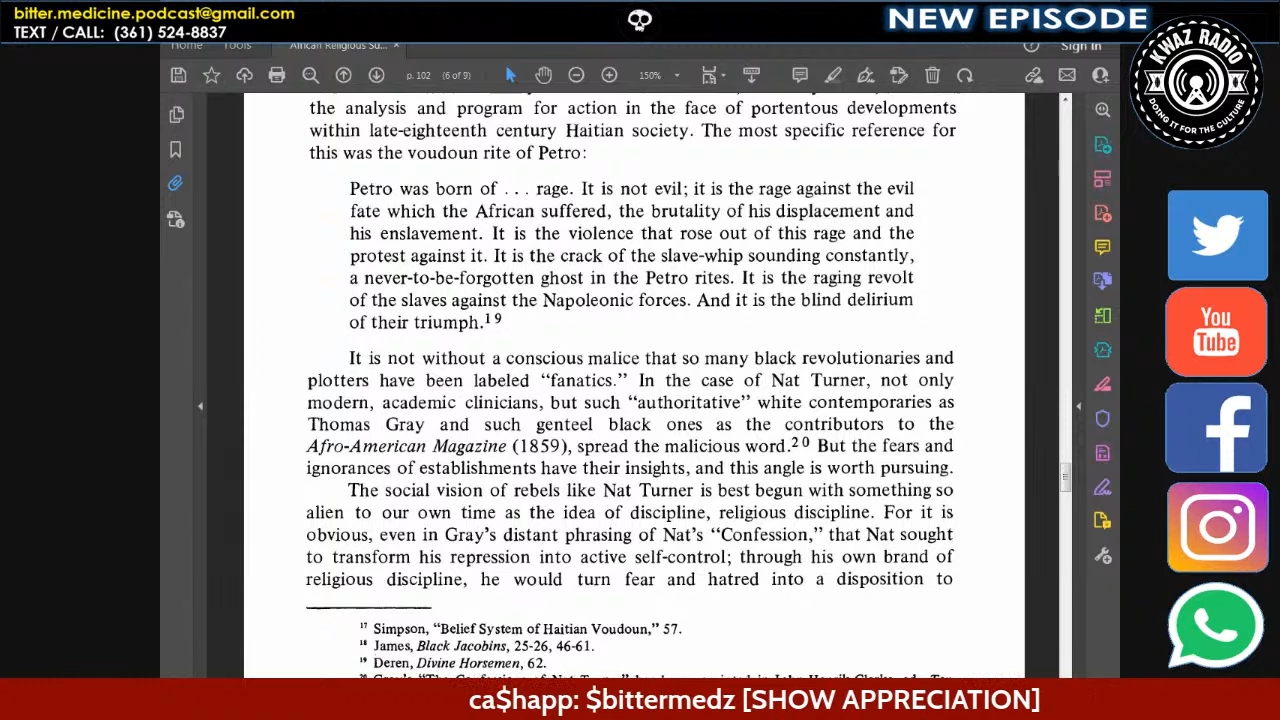 bitter.medicine.podcast@gmail.com
TEXT / CALL: (361) 524-8837
NEW EPISODE
KWAZ RADIO
DOING IT FOR THE CULTURE
Home Tools African Religious Su... × Sign In
p. 102 (6 of 9) 150%
the analysis and program for action in the face of portentous developments
within late-eighteenth century Haitian society. The most specific reference for
this was the voudoun rite of Petro:
Petro was born of . . . rage. It is not evil; it is the rage against the evil
fate which the African suffered, the brutality of his displacement and
his enslavement. It is the violence that rose out of this rage and the
protest against it. It is the crack of the slave-whip sounding constantly,
a never-to-be-forgotten ghost in the Petro rites. It is the raging revolt
of the slaves against the Napoleonic forces. And it is the blind delirium
of their triumph.19
It is not without a conscious malice that so many black revolutionaries and
plotters have been labeled “fanatics.” In the case of Nat Turner, not only
modern, academic clinicians, but such “authoritative” white contemporaries as
Thomas Gray and such genteel black ones as the contributors to the
Afro-American Magazine (1859), spread the malicious word.20 But the fears and
ignorances of establishments have their insights, and this angle is worth pursuing.
The social vision of rebels like Nat Turner is best begun with something so
alien to our own time as the idea of discipline, religious discipline. For it is
obvious, even in Gray’s distant phrasing of Nat’s “Confession,” that Nat sought
to transform his repression into active self-control; through his own brand of
religious discipline, he would turn fear and hatred into a disposition to
17 Simpson, “Belief System of Haitian Voudoun,” 57.
18 James, Black Jacobins, 25-26, 46-61.
19 Deren, Divine Horsemen, 62.
You
Tube
ca$happ: $bittermedz [SHOW APPRECIATION]